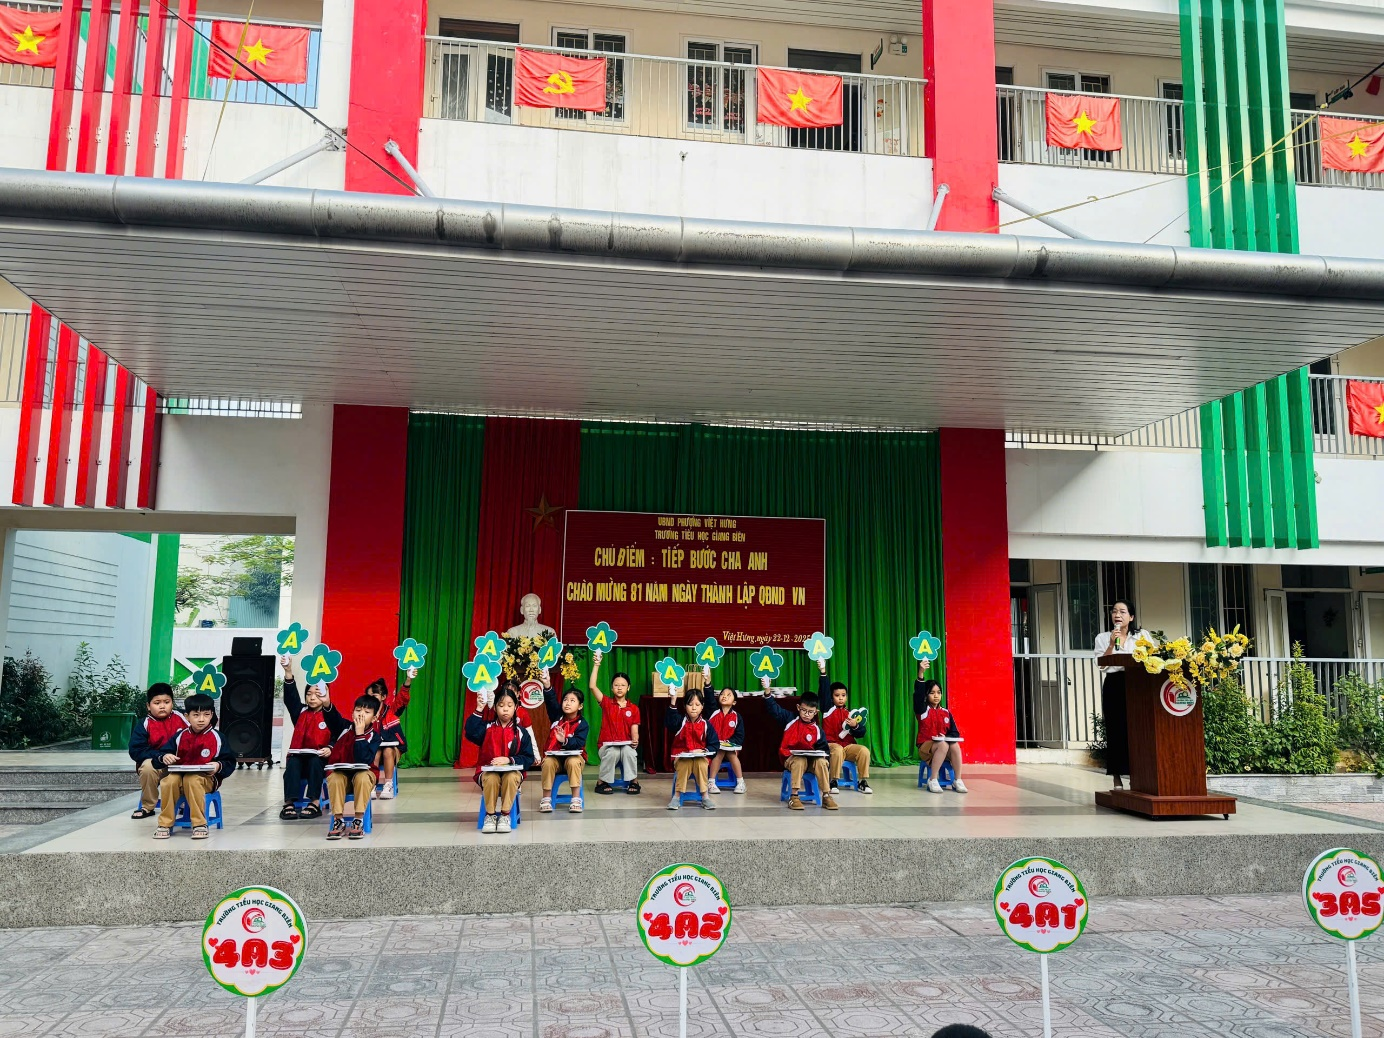 UBND PHƯỜNG VIỆT HƯNG
TRƯỜNG TIỂU HỌC GIANG BIÊN
CHỦ ĐIỂM : TIẾP BƯỚC CHA ANH
CHÀO MỪNG 81 NĂM NGÀY THÀNH LẬP QĐND VN
Việt Hưng, ngày 22-12-2025
A
A
A
A
A
A
A
A
A
A
A
A
A
TRƯỜNG TIỂU HỌC GIANG BIÊN
4A3
TRƯỜNG TIỂU HỌC GIANG BIÊN
4A2
TRƯỜNG TIỂU HỌC GIANG BIÊN
4A1
TRƯỜNG TIỂU HỌC GIANG BIÊN
3A5